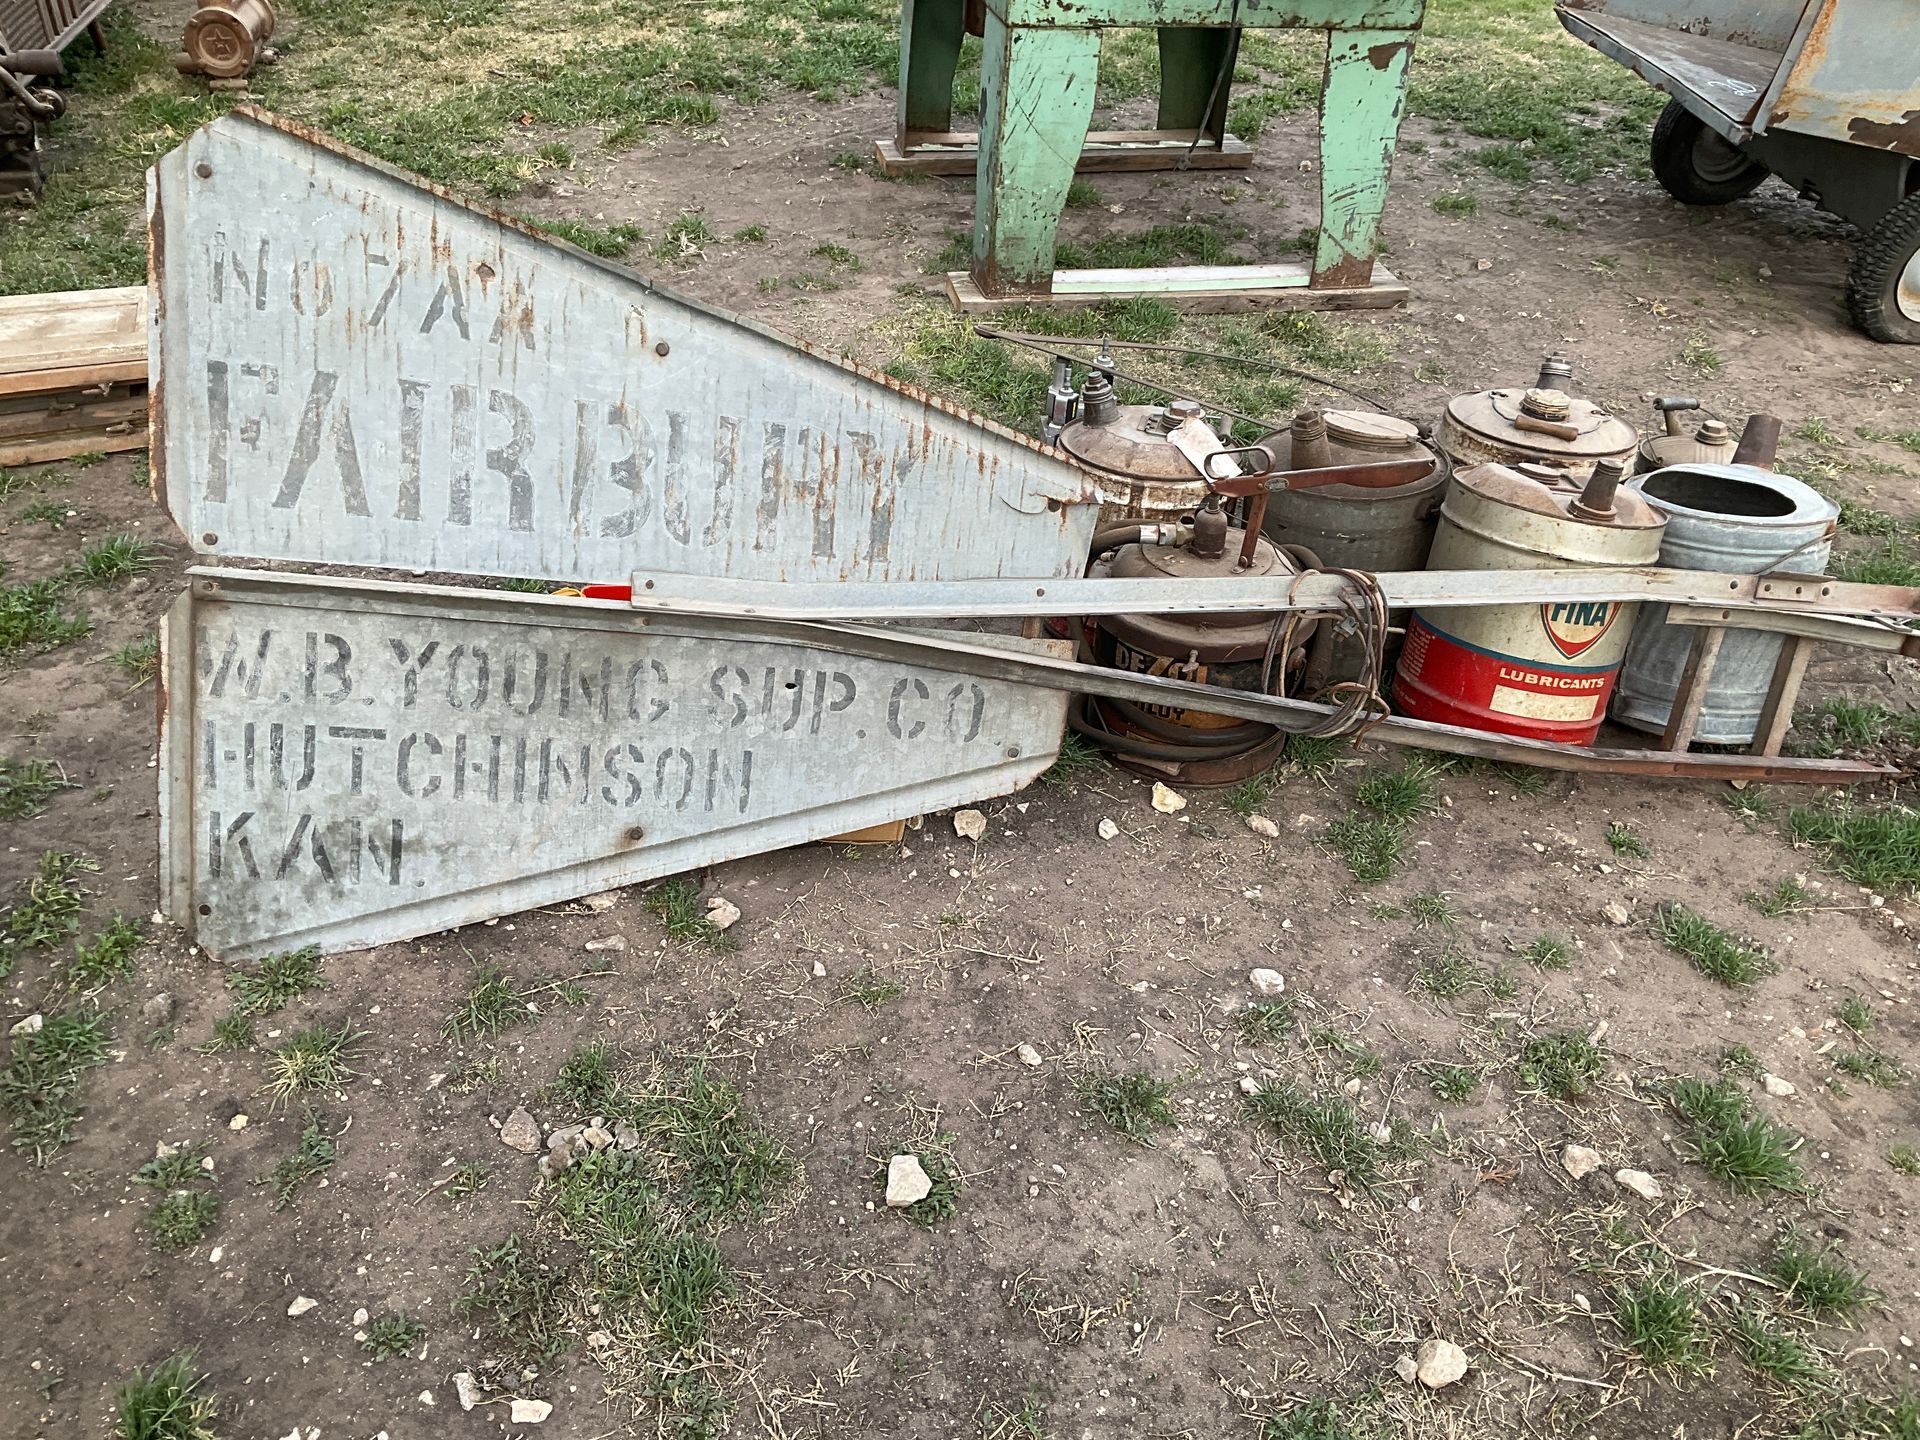 No 7AA
FAIRBURY
W.B. YOUNG SUP. CO.
HUTCHINSON
KAN.
FINA
LUBRICANTS